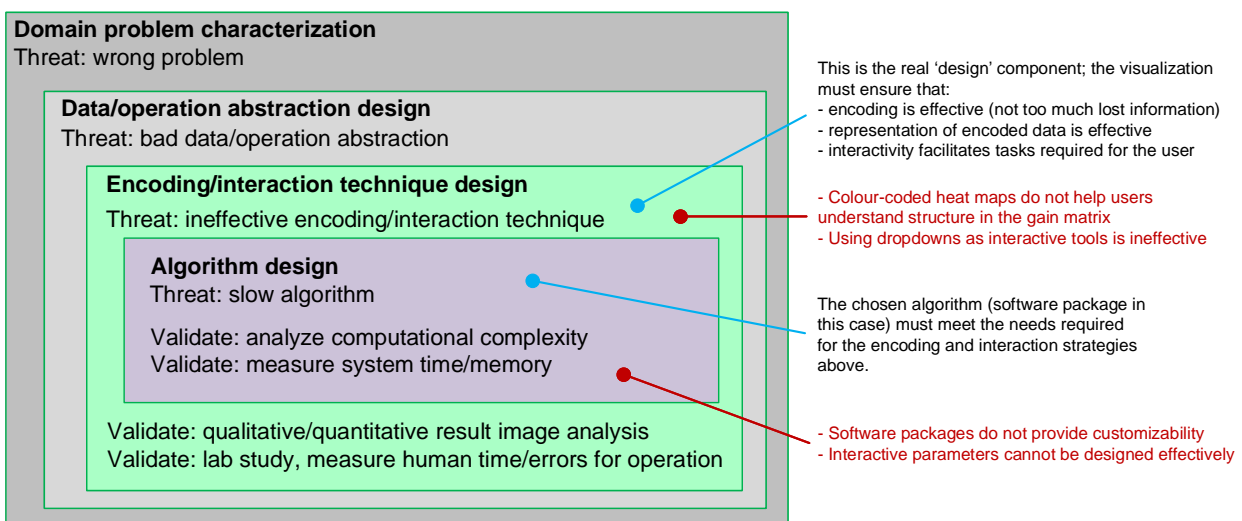 Domain problem characterization
Threat: wrong problem
Data/operation abstraction design
Threat: bad data/operation abstraction
Encoding/interaction technique design
Threat: ineffective encoding/interaction technique
Algorithm design
Threat: slow algorithm
Validate: analyze computational complexity
Validate: measure system time/memory
Validate: qualitative/quantitative result image analysis
Validate: lab study, measure human time/errors for operation
This is the real ‘design’ component; the visualization
must ensure that:
- encoding is effective (not too much lost information)
- representation of encoded data is effective
- interactivity facilitates tasks required for the user
- Colour-coded heat maps do not help users
understand structure in the gain matrix
- Using dropdowns as interactive tools is ineffective
The chosen algorithm (software package in
this case) must meet the needs required
for the encoding and interaction strategies
above.
- Software packages do not provide customizability
- Interactive parameters cannot be designed effectively